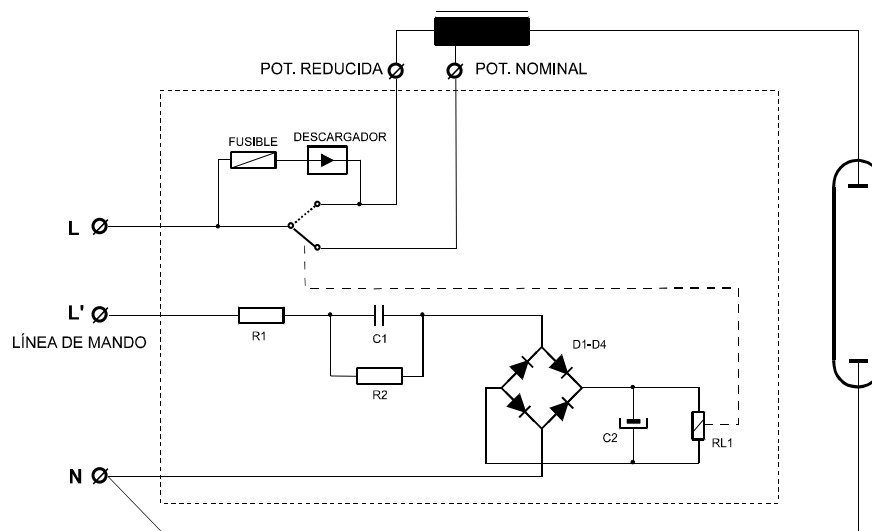 POT. REDUCIDA
POT. NOMINAL
FUSIBLE
DESCARGADOR
L
L'
LÍNEA DE MANDO
R1
C1
R2
D1-D4
C2
RL1
N